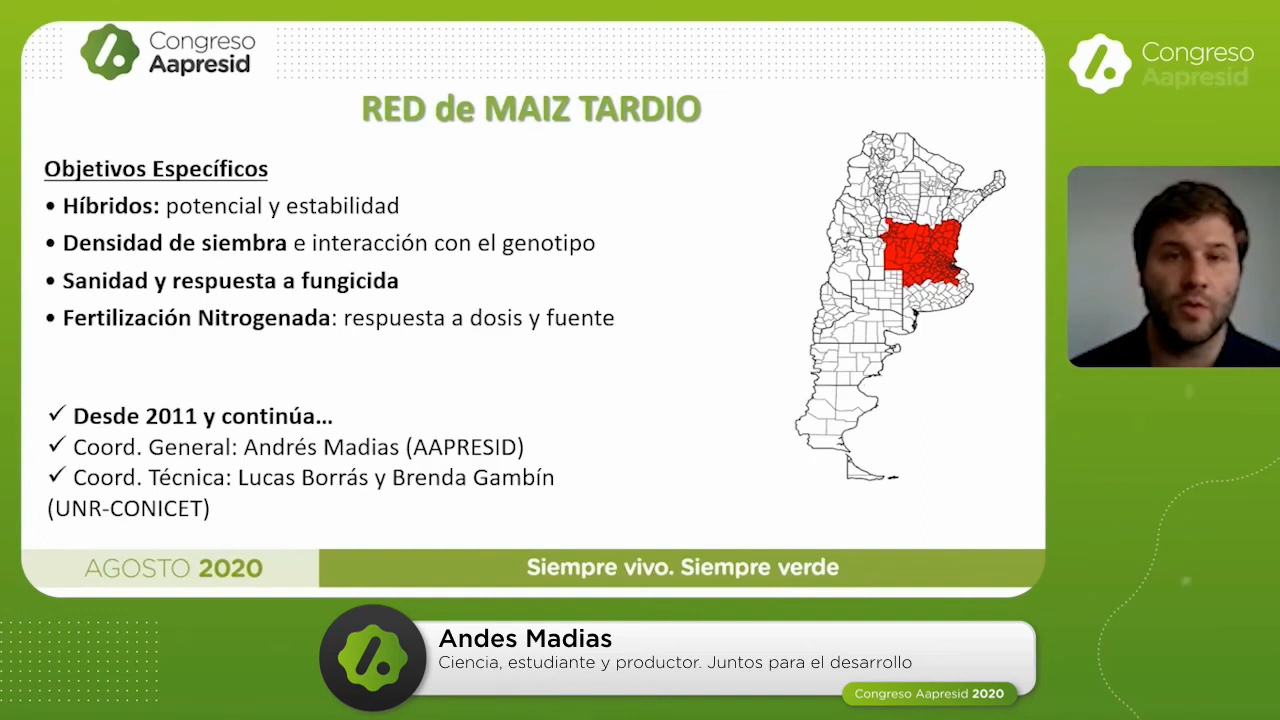 Congreso
Aapresid
Congreso
Aapresid
RED de MAIZ TARDIO
Objetivos Específicos
• Híbridos: potencial y estabilidad
• Densidad de siembra e interacción con el genotipo
• Sanidad y respuesta a fungicida
• Fertilización Nitrogenada: respuesta a dosis y fuente
✓ Desde 2011 y continúa...
✓ Coord. General: Andrés Madias (AAPRESID)
✓ Coord. Técnica: Lucas Borrás y Brenda Gambín
(UNR-CONICET)
AGOSTO 2020
Siempre vivo. Siempre verde
Andes Madias
Ciencia, estudiante y productor. Juntos para el desarrollo
Congreso Aapresid 2020